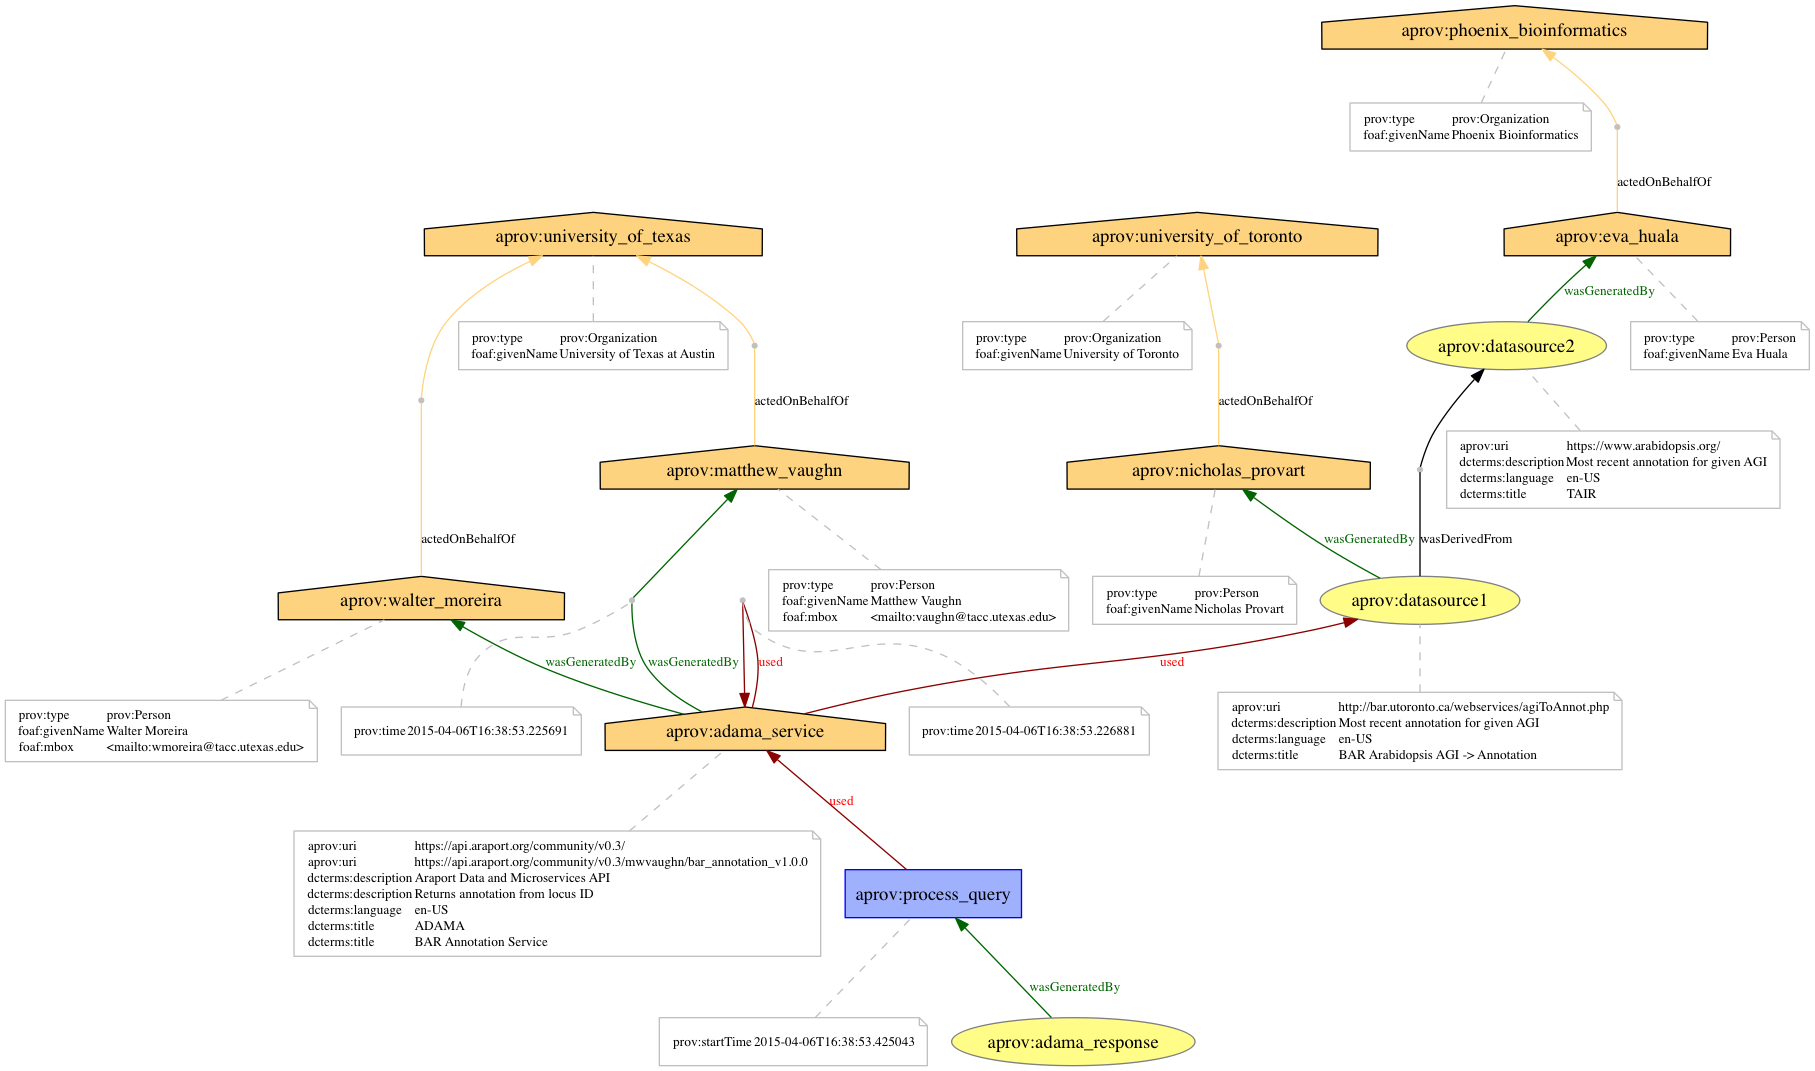 aprov:phoenix_bioinformatics
prov:type prov:Organization
foaf:givenName Phoenix Bioinformatics
actedOnBehalfOf
aprov:university_of_texas
aprov:university_of_toronto
aprov:eva_huala
wasGeneratedBy
prov:type prov:Organization
foaf:givenName University of Texas at Austin
prov:type prov:Organization
foaf:givenName University of Toronto
aprov:datasource2
prov:type prov:Person
foaf:givenName Eva Huala
actedOnBehalfOf
actedOnBehalfOf
aprov:uri https://www.arabidopsis.org/
dcterms:description Most recent annotation for given AGI
dcterms:language en-US
dcterms:title TAIR
aprov:matthew_vaughn
aprov:nicholas_provart
actedOnBehalfOf
wasGeneratedBy
wasDerivedFrom
aprov:walter_moreira
prov:type prov:Person
foaf:givenName Matthew Vaughn
foaf:mbox <mailto:vaughn@tacc.utexas.edu>
prov:type prov:Person
foaf:givenName Nicholas Provart
aprov:datasource1
wasGeneratedBy
wasGeneratedBy
used
used
prov:type prov:Person
foaf:givenName Walter Moreira
foaf:mbox <mailto:wmoreira@tacc.utexas.edu>
prov:time 2015-04-06T16:38:53.225691
aprov:adama_service
prov:time 2015-04-06T16:38:53.226881
aprov:uri http://bar.utoronto.ca/webservices/agiToAnnot.php
dcterms:description Most recent annotation for given AGI
dcterms:language en-US
dcterms:title BAR Arabidopsis AGI -> Annotation
used
aprov:uri https://api.araport.org/community/v0.3/
aprov:uri https://api.araport.org/community/v0.3/mwvaughn/bar_annotation_v1.0.0
dcterms:description Araport Data and Microservices API
dcterms:description Returns annotation from locus ID
dcterms:language en-US
dcterms:title ADAMA
dcterms:title BAR Annotation Service
aprov:process_query
wasGeneratedBy
prov:startTime 2015-04-06T16:38:53.425043
aprov:adama_response